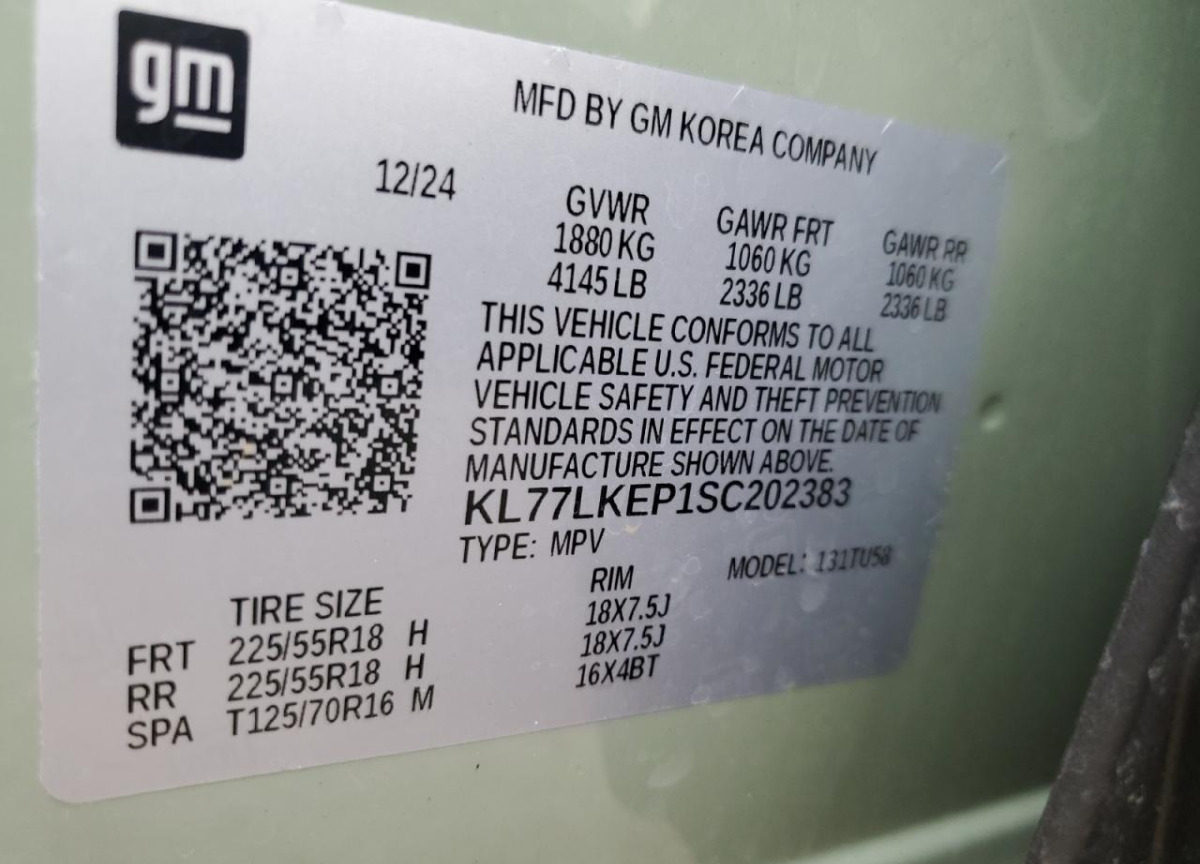 gm
MFD BY GM KOREA COMPANY
12/24
GVWR GAWR FRT GAWR RR
1880 KG 1060 KG 1060 KG
4145 LB 2336 LB 2336 LB
THIS VEHICLE CONFORMS TO ALL
APPLICABLE U.S. FEDERAL MOTOR
VEHICLE SAFETY AND THEFT PREVENTION
STANDARDS IN EFFECT ON THE DATE OF
MANUFACTURE SHOWN ABOVE.
KL77LKEP1SC202383
TYPE: MPV MODEL: 131TU58
TIRE SIZE RIM
FRT 225/55R18 H 18X7.5J
RR 225/55R18 H 18X7.5J
SPA T125/70R16 M 16X4BT